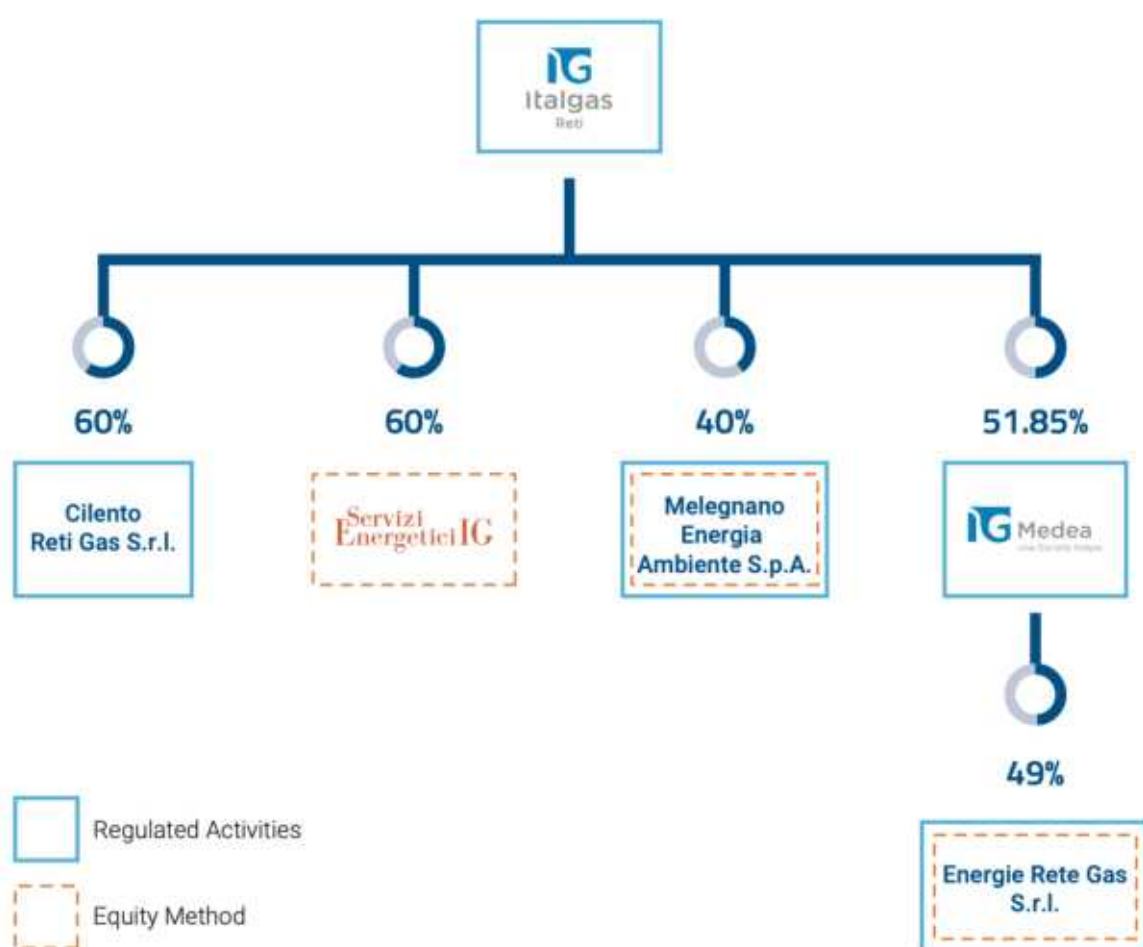 IG
Italgas
Reti
60%
60%
40%
51.85%
Cilento
Reti Gas S.r.l.
Servizi
Energetici IG
Melegnano
Energia
Ambiente S.p.A.
IG Medea
49%
Energie Rete Gas
S.r.l.
Regulated Activities
Equity Method